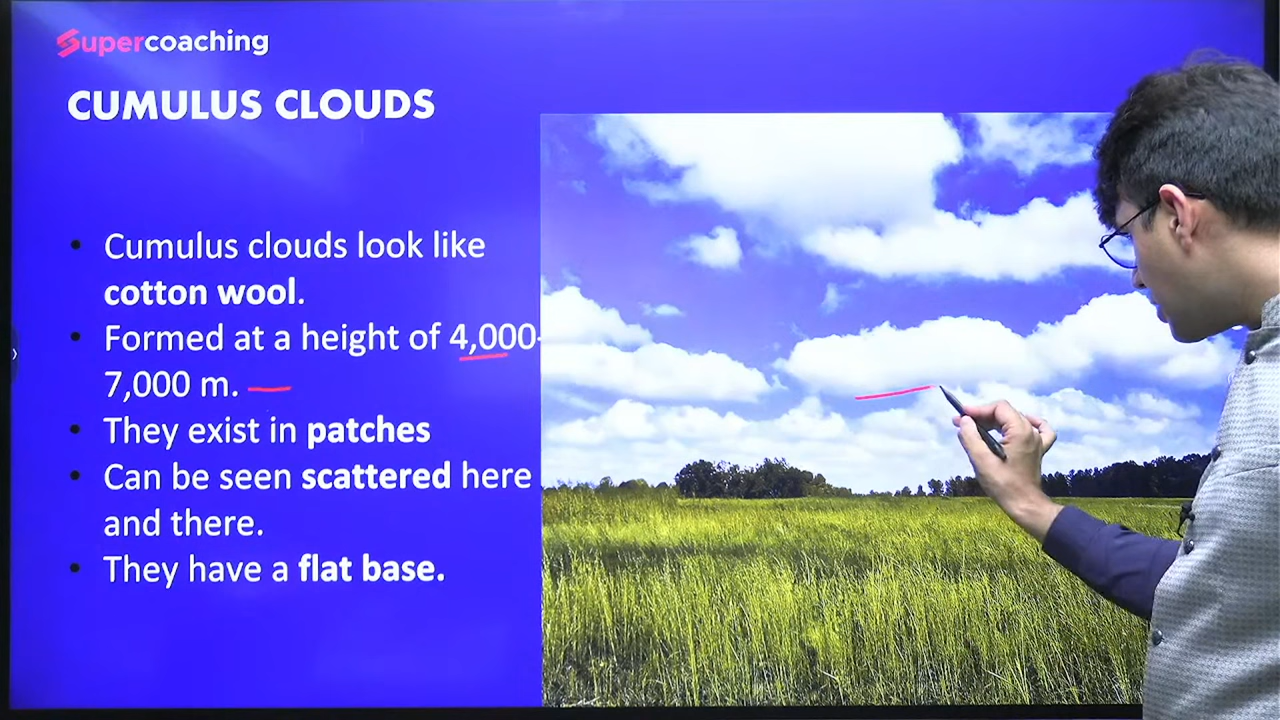 Supercoaching
CUMULUS CLOUDS
• Cumulus clouds look like
cotton wool.
• Formed at a height of 4,000-
7,000 m.
• They exist in patches
• Can be seen scattered here
and there.
• They have a flat base.